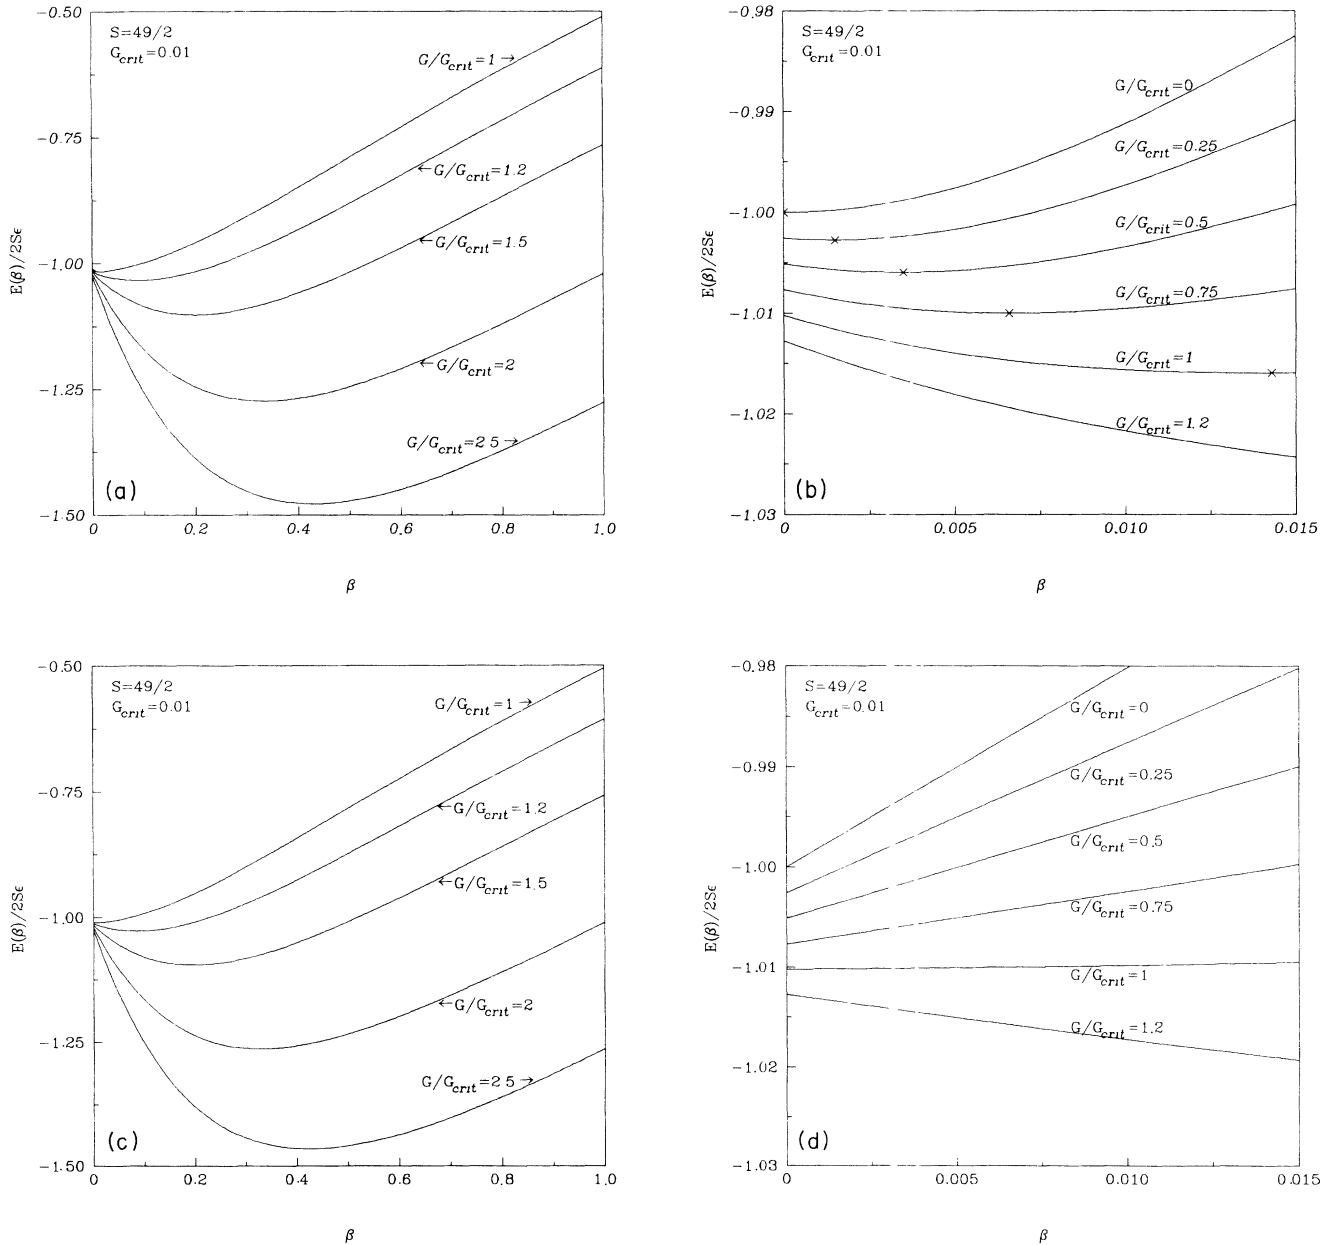 −0.50
−0.75
−1.00
−1.25
−1.50
E(β)/2Sϵ
S=49/2
G_crit=0.01
G/G_crit=1→
←G/G_crit=1.2
←G/G_crit=1.5
←G/G_crit=2
G/G_crit=2 5→
(a)
0
0.2
0.4
0.6
0.8
1.0
β
−0.98
−0.99
−1.00
−1.01
−1.02
−1.03
E(β)/2Sϵ
S=49/2
G_crit=0.01
G/G_crit=0
G/G_crit=0.25
G/G_crit=0.5
G/G_crit=0.75
G/G_crit=1
G/G_crit=1.2
(b)
0
0.005
0.010
0.015
β
−0.50
−0.75
−1.00
−1.25
−1.50
E(β)/2Sϵ
S=49/2
G_crit=0.01
G/G_crit=1→
←G/G_crit=1.2
←G/G_crit=1.5
←G/G_crit=2
G/G_crit=2 5→
(c)
0
0.2
0.4
0.6
0.8
1.0
β
−0.98
−0.99
−1.00
−1.01
−1.02
−1.03
E(β)/2Sϵ
S=49/2
G_crit=0.01
G/G_crit=0
G/G_crit=0.25
G/G_crit=0.5
G/G_crit=0.75
G/G_crit=1
G/G_crit=1.2
(d)
0
0.005
0.010
0.015
β